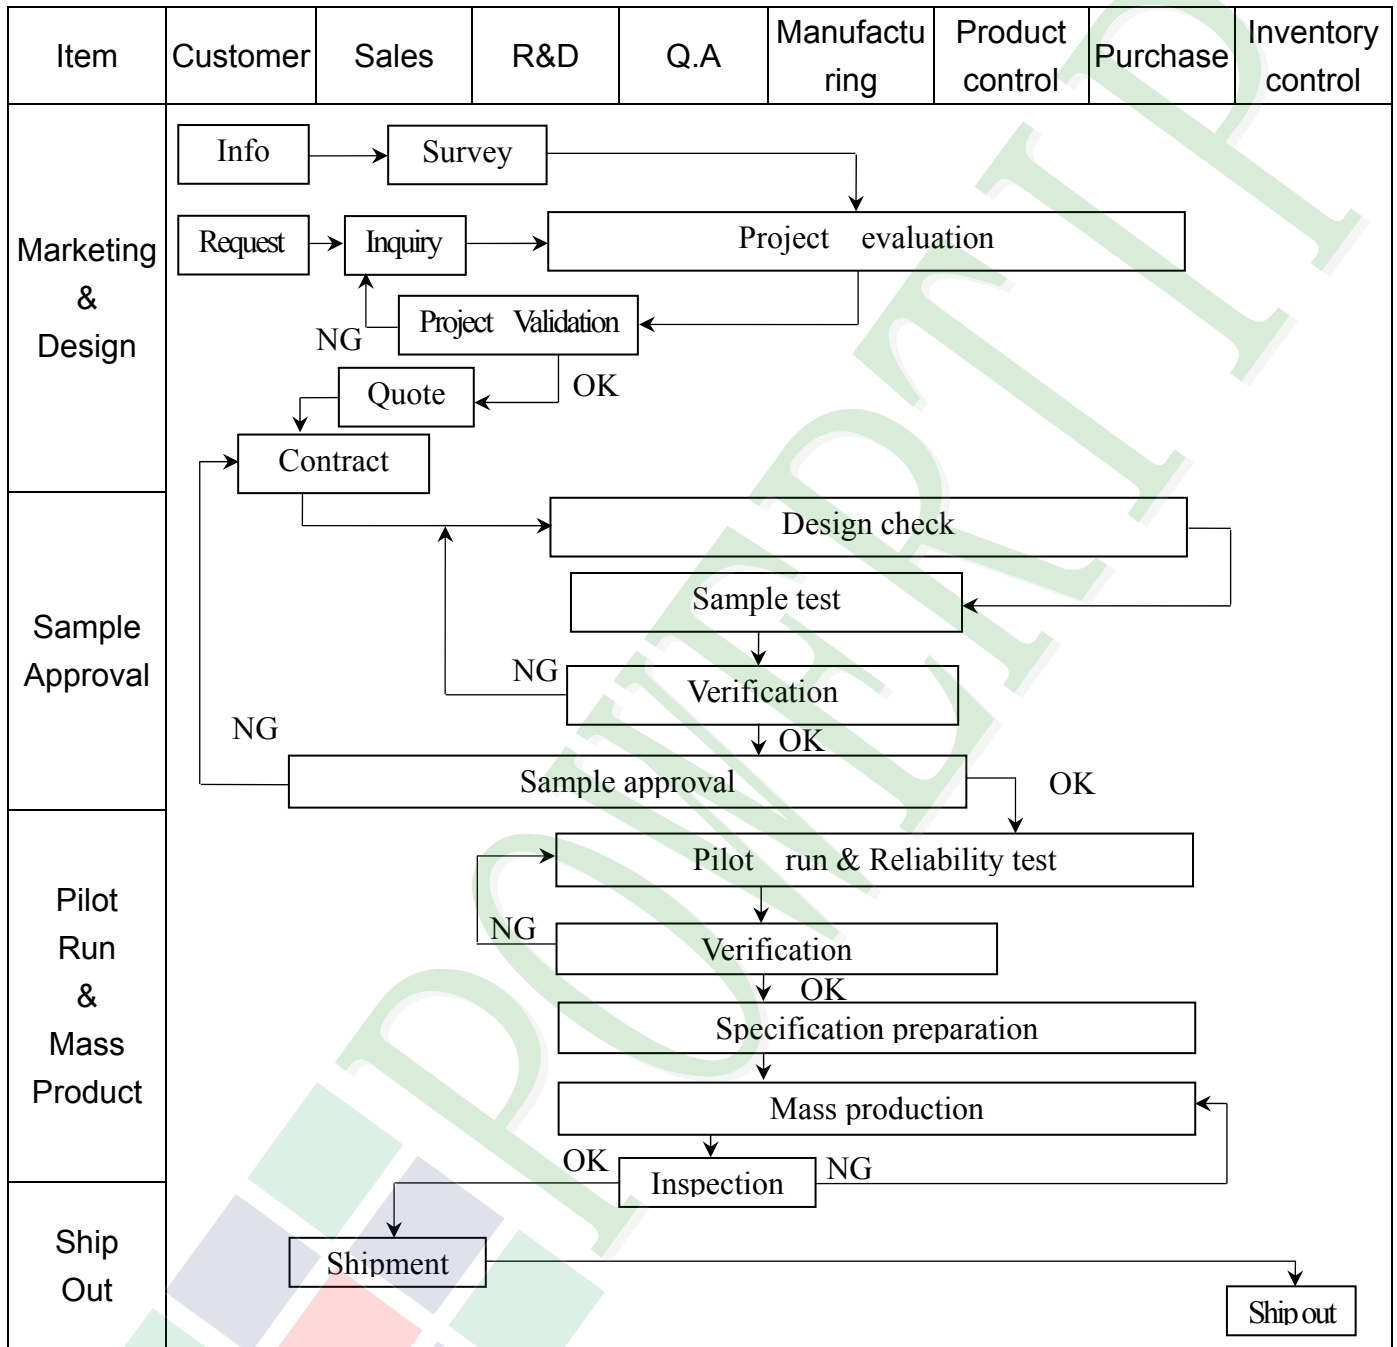 Item
Customer
Sales
R&D
Q.A
Manufactu
ring
Product
control
Purchase
Inventory
control
Marketing
&
Design
Info
Survey
Request
Inquiry
Project evaluation
NG
Project Validation
OK
Quote
Contract
Sample
Approval
Design check
Sample test
NG
Verification
NG
OK
Sample approval
OK
Pilot
Run
&
Mass
Product
Pilot run & Reliability test
NG
Verification
OK
Specification preparation
Mass production
OK
Inspection
NG
Ship
Out
Shipment
Ship out
POWERTIP